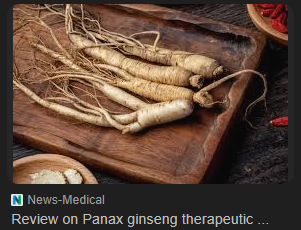 News-Medical
Review on Panax ginseng therapeutic ...